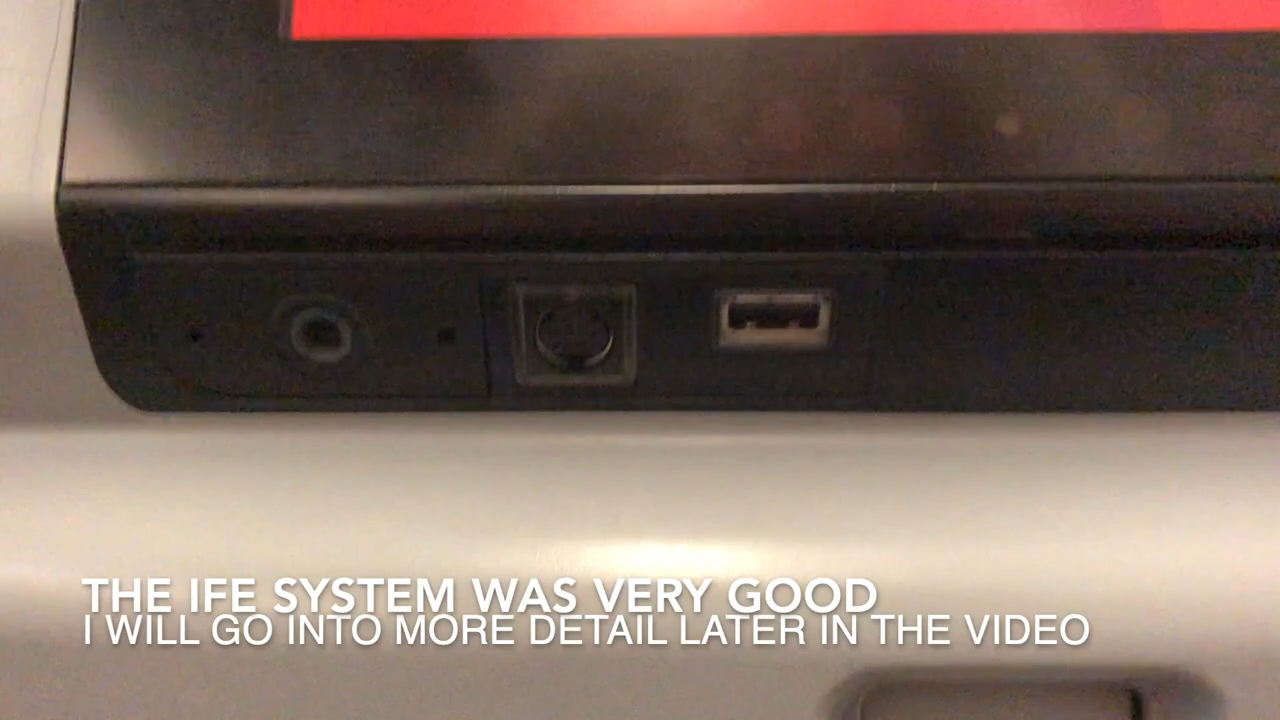 THE IFE SYSTEM WAS VERY GOOD
I WILL GO INTO MORE DETAIL LATER IN THE VIDEO